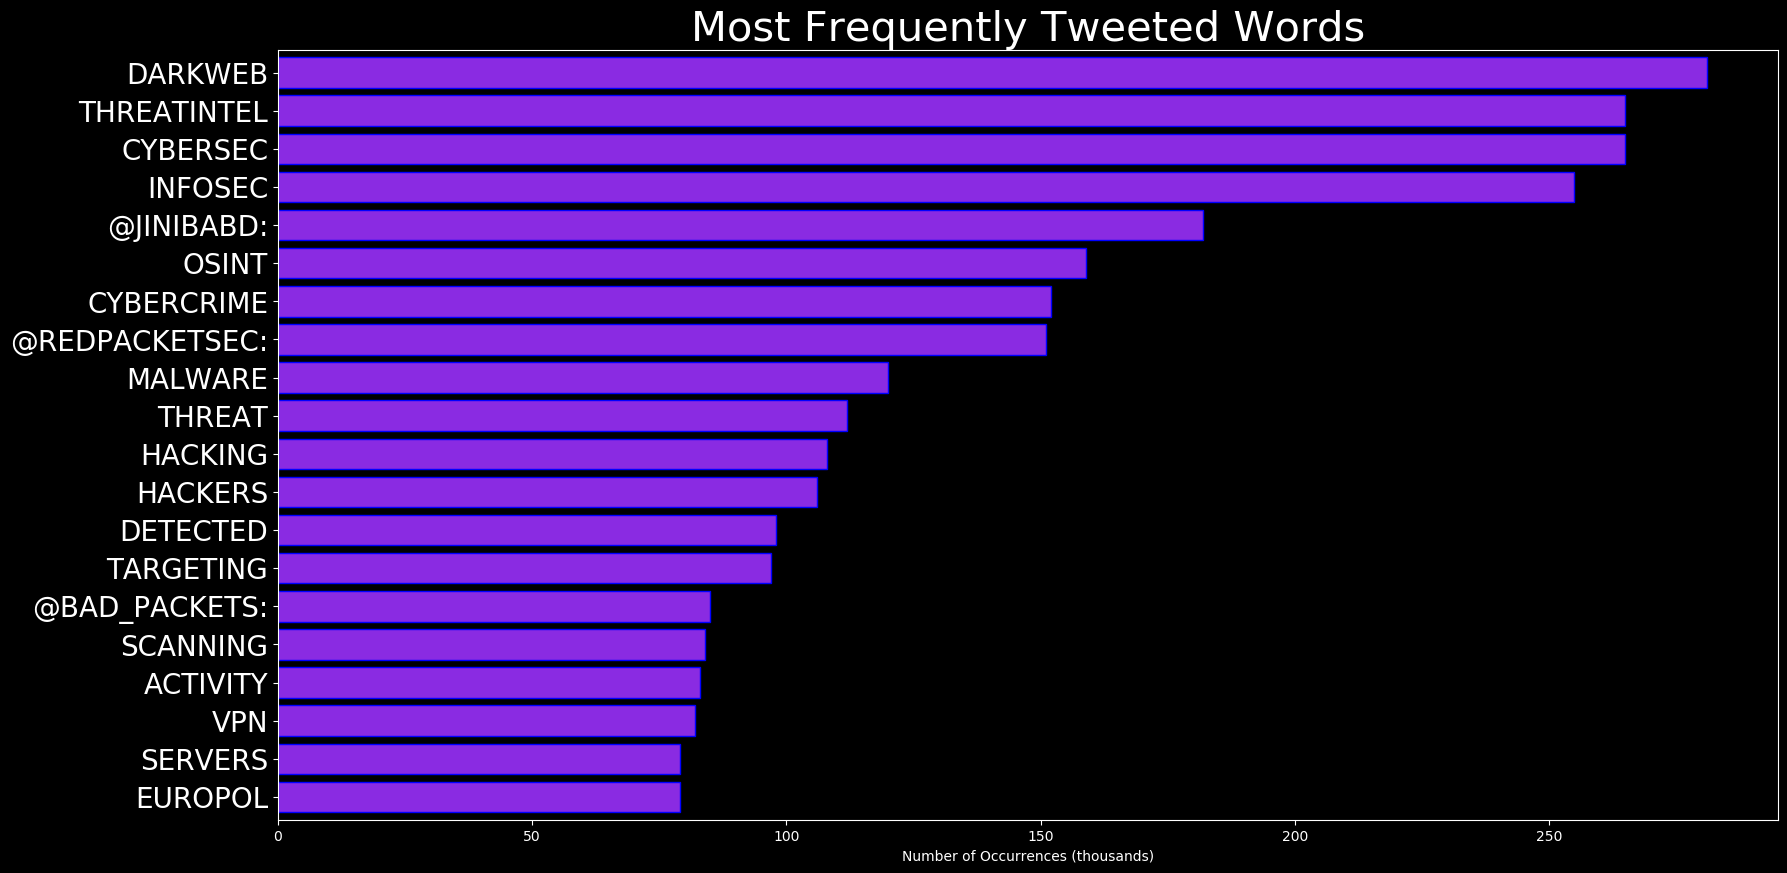 Most Frequently Tweeted Words
DARKWEB
THREATINTEL
CYBERSEC
INFOSEC
@JINIBABD:
OSINT
CYBERCRIME
@REDPACKETSEC:
MALWARE
THREAT
HACKING
HACKERS
DETECTED
TARGETING
@BAD_PACKETS:
SCANNING
ACTIVITY
VPN
SERVERS
EUROPOL
0 50 100 150 200 250
Number of Occurrences (thousands)